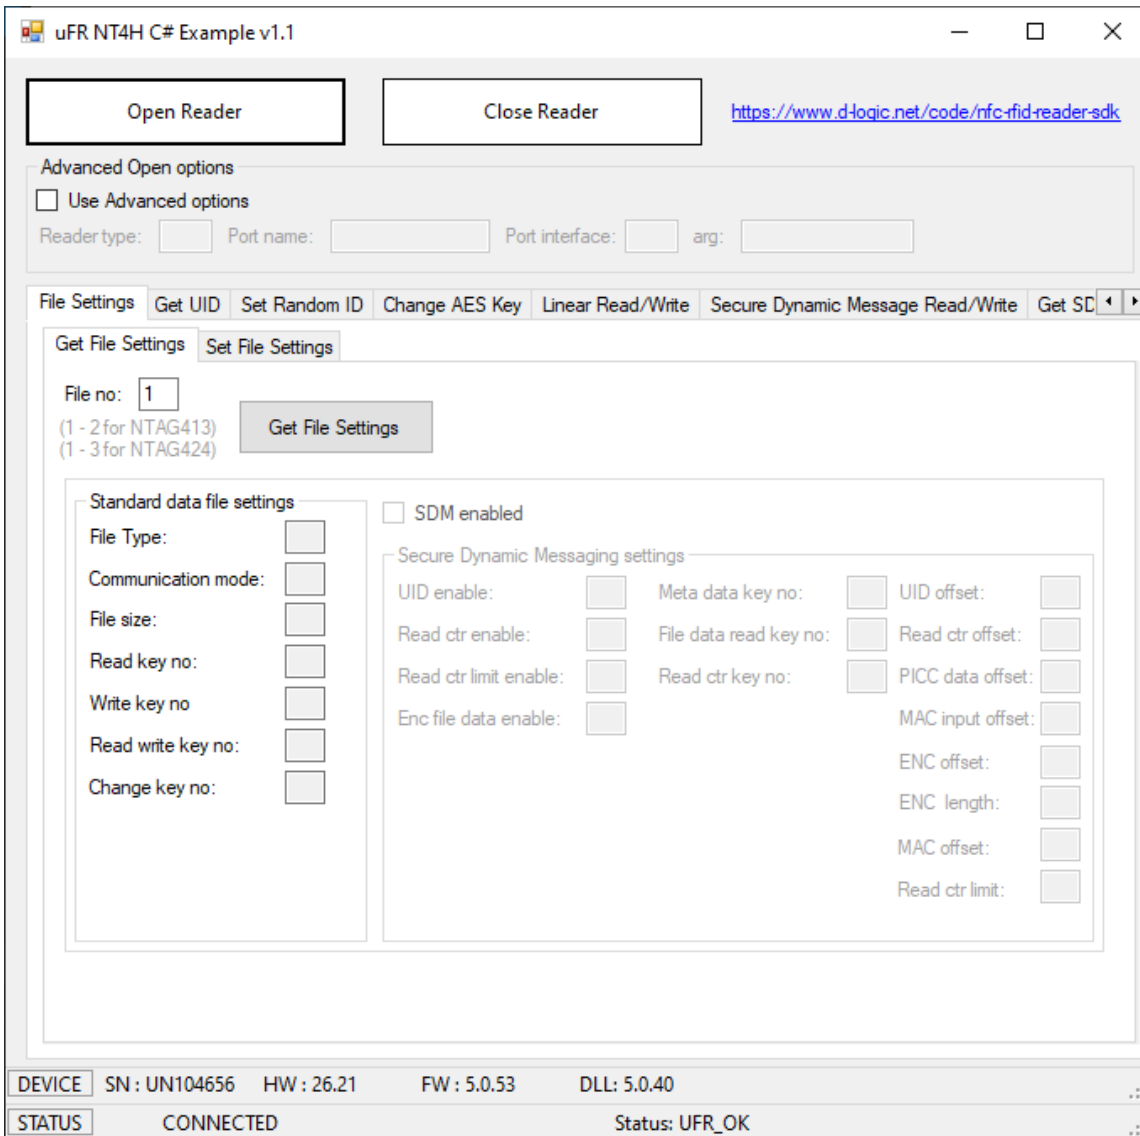 uFR NT4H C# Example v1.1
Open Reader Close Reader https://www.d-logic.net/code/nfc-rfid-reader-sdk
Advanced Open options
Use Advanced options
Reader type: Port name: Port interface: arg:
File Settings Get UID Set Random ID Change AES Key Linear Read/Write Secure Dynamic Message Read/Write Get SD
Get File Settings Set File Settings
File no: 1
(1 - 2 for NTAG413)
(1 - 3 for NTAG424)
Get File Settings
Standard data file settings
File Type:
Communication mode:
File size:
Read key no:
Write key no
Read write key no:
Change key no:
SDM enabled
Secure Dynamic Messaging settings
UID enable: Meta data key no: UID offset:
Read ctr enable: File data read key no: Read ctr offset:
Read ctr limit enable: Read ctr key no: PICC data offset:
Enc file data enable: MAC input offset:
ENC offset:
ENC length:
MAC offset:
Read ctr limit:
DEVICE SN : UN104656 HW : 26.21 FW : 5.0.53 DLL: 5.0.40
STATUS CONNECTED Status: UFR_OK